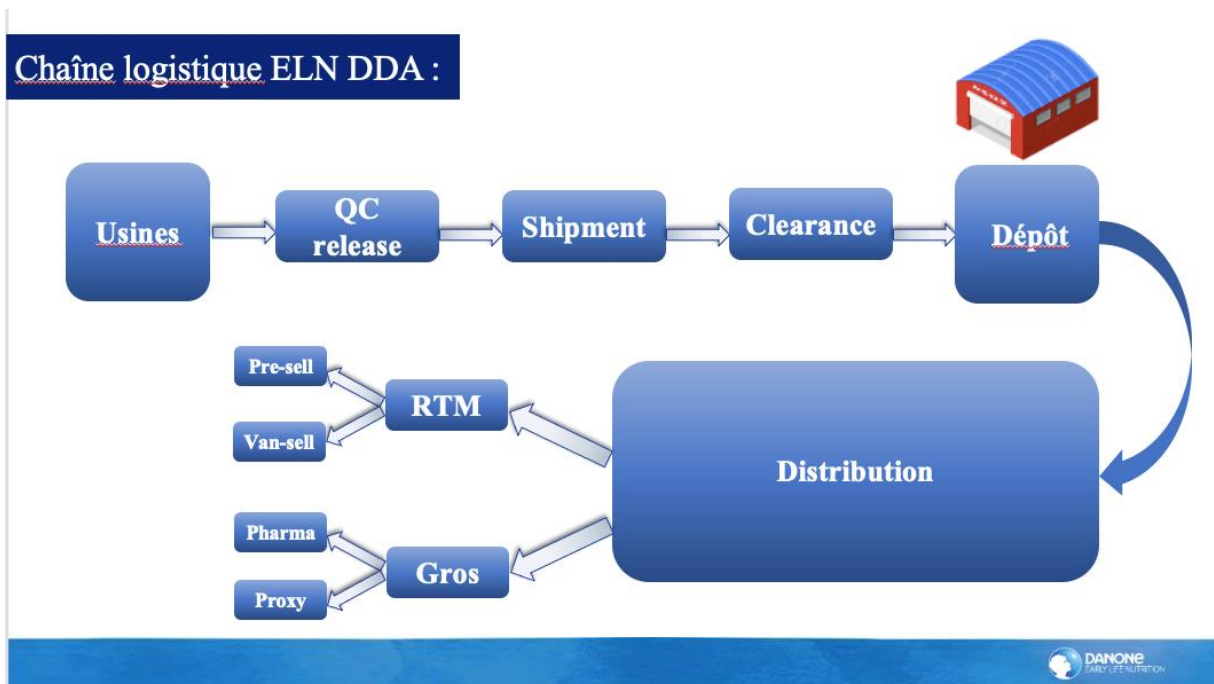 Chaîne logistique ELN DDA :
Usines
QC
release
Shipment
Clearance
Dépôt
Pre-sell
RTM
Van-sell
Distribution
Pharma
Gros
Proxy
DANONE
EARLY LIFE NUTRITION